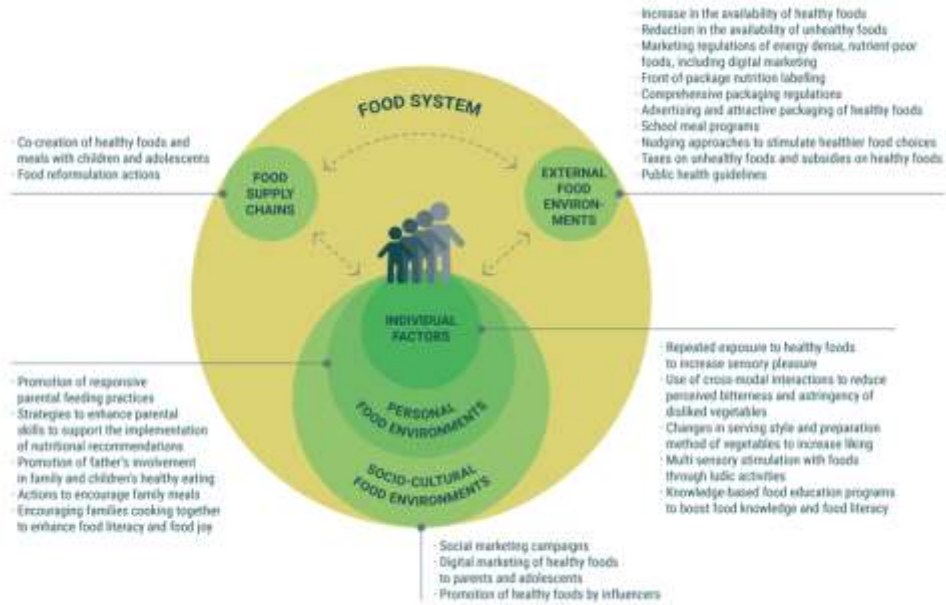 · Increase in the availability of healthy foods
· Reduction in the availability of unhealthy foods
· Marketing regulations of energy dense, nutrient-poor
foods, including digital marketing
· Front-of-package nutrition labelling
· Comprehensive packaging regulations
· Advertising and attractive packaging of healthy foods
· School meal programs
· Nudging approaches to stimulate healthier food choices
· Taxes on unhealthy foods and subsidies on healthy foods
· Public health guidelines
FOOD SYSTEM
· Co-creation of healthy foods and
meals with children and adolescents
· Food reformulation actions
FOOD
SUPPLY
CHAINS
EXTERNAL
FOOD
ENVIRON-
MENTS
INDIVIDUAL
FACTORS
PERSONAL
FOOD ENVIRONMENTS
SOCIO-CULTURAL
FOOD ENVIRONMENTS
· Promotion of responsive
parental feeding practices
· Strategies to enhance parental
skills to support the implementation
of nutritional recommendations
· Promotion of father's involvement
in family and children's healthy eating
· Actions to encourage family meals
· Encouraging families cooking together
to enhance food literacy and food joy
· Repeated exposure to healthy foods
to increase sensory pleasure
· Use of cross-modal interactions to reduce
perceived bitterness and astringency of
disliked vegetables
· Changes in serving style and preparation
method of vegetables to increase liking
· Multi sensory stimulation with foods
through ludic activities
· Knowledge-based food education programs
to boost food knowledge and food literacy
· Social marketing campaigns
· Digital marketing of healthy foods
to parents and adolescents
· Promotion of healthy foods by influencers